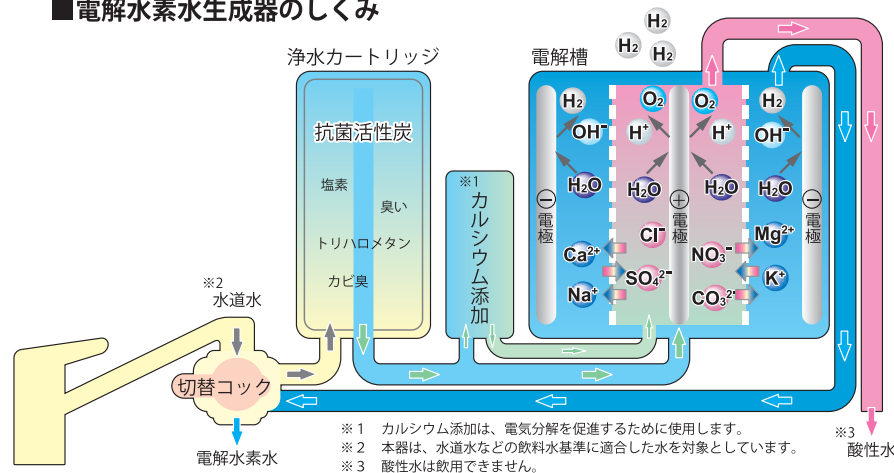 ■電解水素水生成器のしくみ
浄水カートリッジ
抗菌活性炭
塩素
臭い
トリハロメタン
カビ臭
※1
カルシウム添加
電解槽
H₂
H₂
H₂
H₂ O₂ O₂ H₂
OH⁻ H⁺ H⁺ OH⁻
H₂O H₂O H₂O H₂O
− + −
電極 電極 電極
Cl⁻ Mg²⁺
Ca²⁺ NO₃⁻
SO₄²⁻ K⁺
Na⁺ CO₃²⁻
※2
水道水
切替コック
電解水素水
※3
酸性水
※1 カルシウム添加は、電気分解を促進するために使用します。
※2 本器は、水道水などの飲料水基準に適合した水を対象としています。
※3 酸性水は飲用できません。